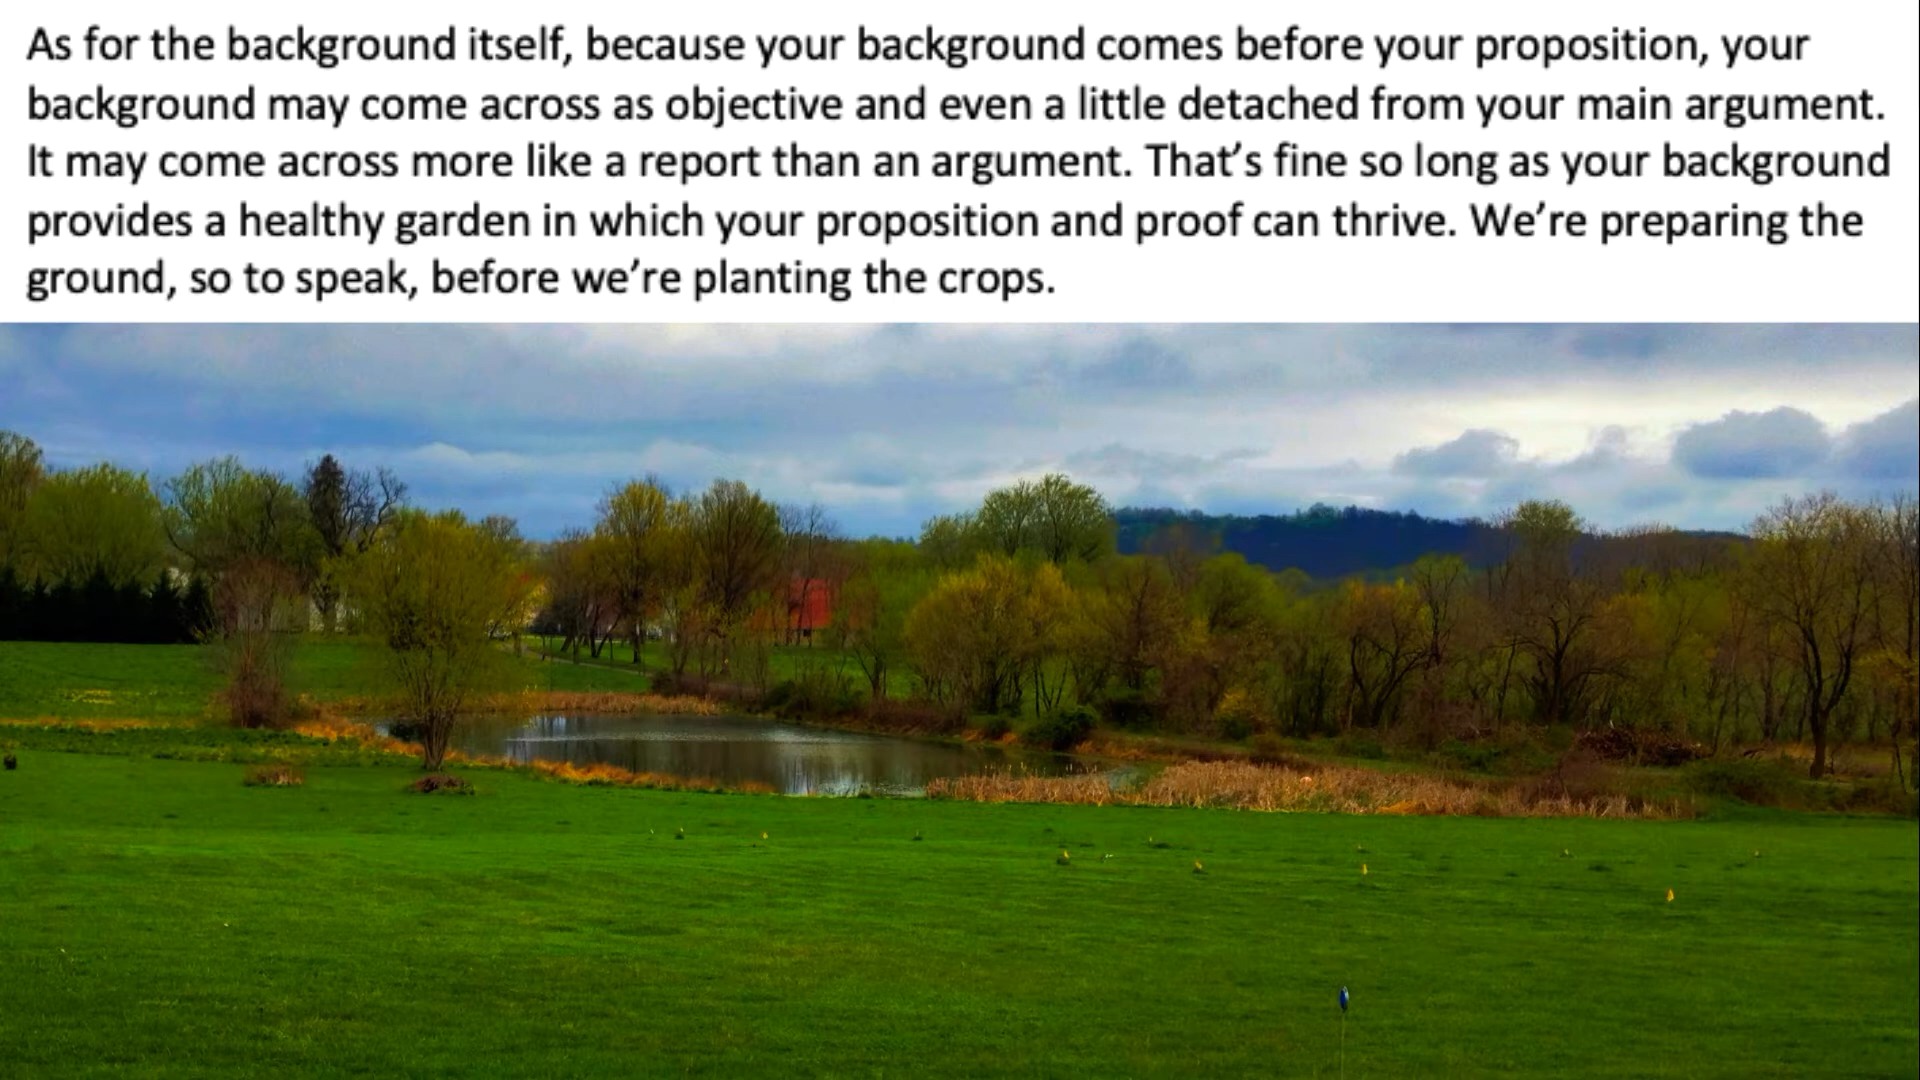 As for the background itself, because your background comes before your proposition, your
background may come across as objective and even a little detached from your main argument.
It may come across more like a report than an argument. That’s fine so long as your background
provides a healthy garden in which your proposition and proof can thrive. We’re preparing the
ground, so to speak, before we’re planting the crops.